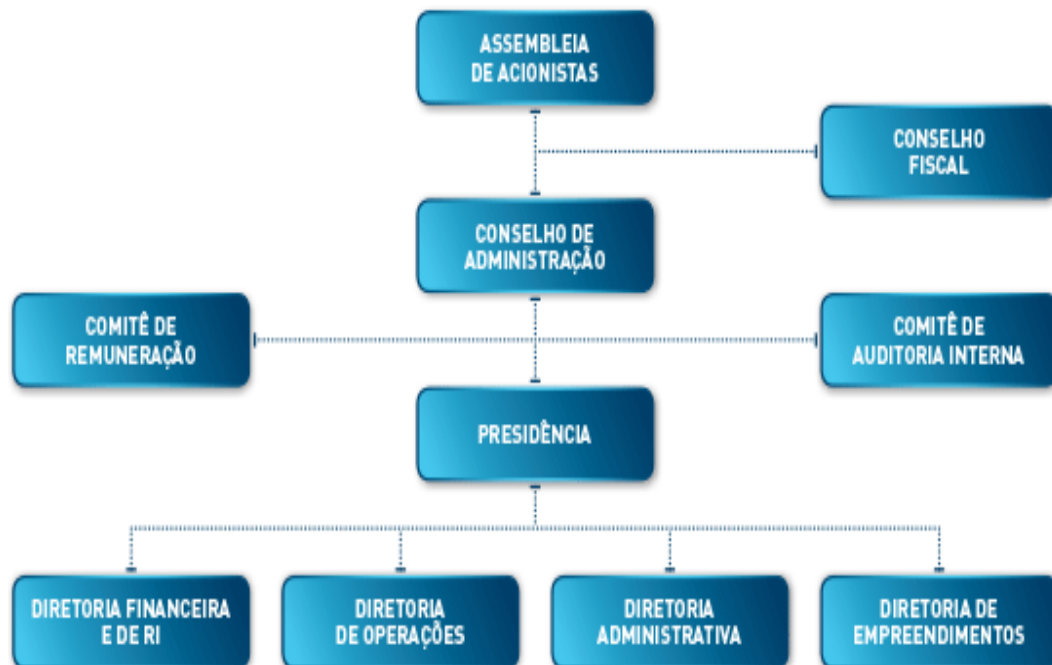 ASSEMBLEIA
DE ACIONISTAS
CONSELHO
FISCAL
CONSELHO DE
ADMINISTRAÇÃO
COMITÊ DE
REMUNERAÇÃO
COMITÊ DE
AUDITORIA INTERNA
PRESIDÊNCIA
DIRETORIA FINANCEIRA
E DE RI
DIRETORIA
DE OPERAÇÕES
DIRETORIA
ADMINISTRATIVA
DIRETORIA DE
EMPREENDIMENTOS